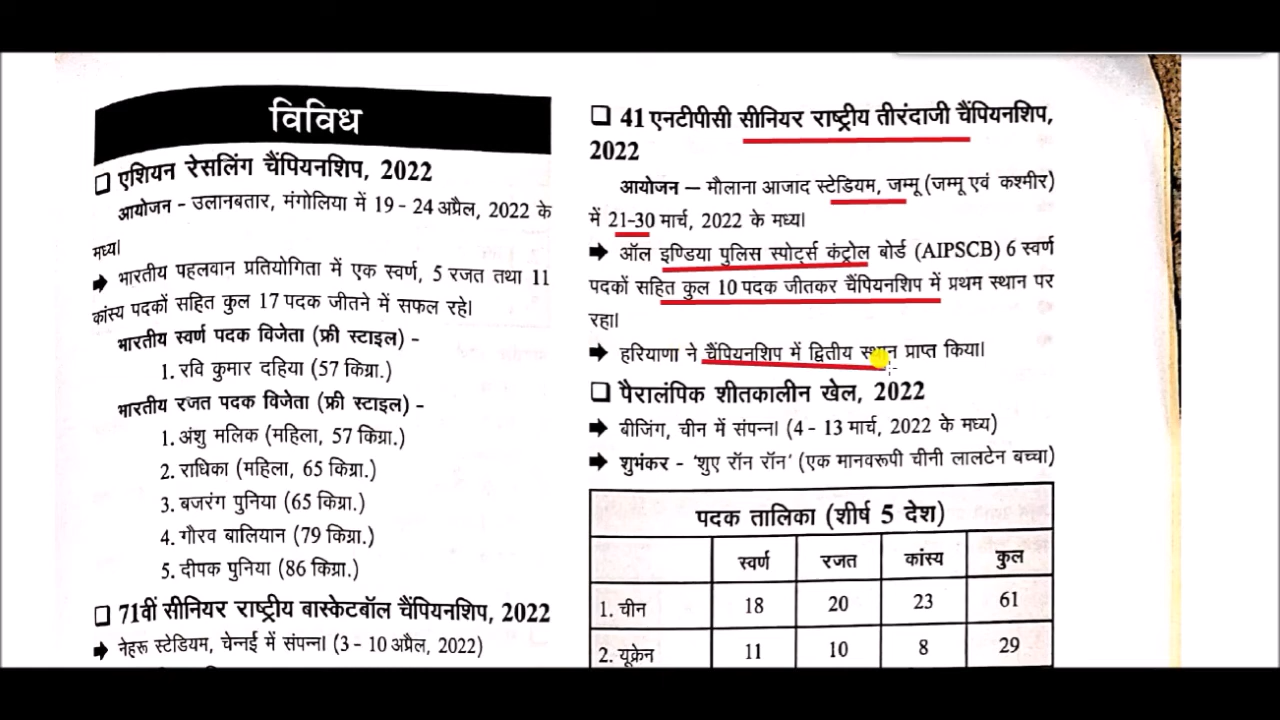 विविध
❑ एशियन रेसलिंग चैंपियनशिप, 2022
आयोजन – उलानबतार, मंगोलिया में 19 - 24 अप्रैल, 2022 के
मध्य।
➔ भारतीय पहलवान प्रतियोगिता में एक स्वर्ण, 5 रजत तथा 11
कांस्य पदकों सहित कुल 17 पदक जीतने में सफल रहे।
भारतीय स्वर्ण पदक विजेता (फ्री स्टाइल) –
1. रवि कुमार दहिया (57 किग्रा.)
भारतीय रजत पदक विजेता (फ्री स्टाइल) –
1. अंशु मलिक (महिला, 57 किग्रा.)
2. राधिका (महिला, 65 किग्रा.)
3. बजरंग पुनिया (65 किग्रा.)
4. गौरव बालियान (79 किग्रा.)
5. दीपक पुनिया (86 किग्रा.)
❑ 71वीं सीनियर राष्ट्रीय बास्केटबॉल चैंपियनशिप, 2022
➔ नेहरू स्टेडियम, चेन्नई में संपन्न। (3 - 10 अप्रैल, 2022)
❑ 41 एनटीपीसी सीनियर राष्ट्रीय तीरंदाजी चैंपियनशिप,
2022
आयोजन – मौलाना आजाद स्टेडियम, जम्मू (जम्मू एवं कश्मीर)
में 21-30 मार्च, 2022 के मध्य।
➔ ऑल इण्डिया पुलिस स्पोर्ट्स कंट्रोल बोर्ड (AIPSCB) 6 स्वर्ण
पदकों सहित कुल 10 पदक जीतकर चैंपियनशिप में प्रथम स्थान पर
रहा।
➔ हरियाणा ने चैंपियनशिप में द्वितीय स्थान प्राप्त किया।
❑ पैरालंपिक शीतकालीन खेल, 2022
➔ बीजिंग, चीन में संपन्न। (4 - 13 मार्च, 2022 के मध्य)
➔ शुभंकर - ‘शुए रॉन रॉन’ (एक मानवरूपी चीनी लालटेन बच्चा)
पदक तालिका (शीर्ष 5 देश)
स्वर्ण रजत कांस्य कुल
1. चीन 18 20 23 61
2. यूक्रेन 11 10 8 29